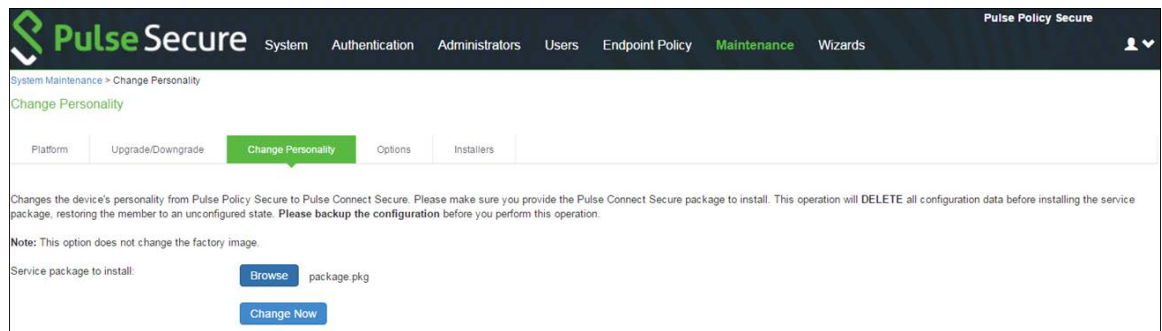 Pulse Policy Secure
Pulse Secure System Authentication Administrators Users Endpoint Policy Maintenance Wizards
System Maintenance > Change Personality
Change Personality
Platform Upgrade/Downgrade Change Personality Options Installers
Changes the device's personality from Pulse Policy Secure to Pulse Connect Secure. Please make sure you provide the Pulse Connect Secure package to install. This operation will DELETE all configuration data before installing the service
package, restoring the member to an unconfigured state. Please backup the configuration before you perform this operation.
Note: This option does not change the factory image.
Service package to install: Browse package.pkg
Change Now